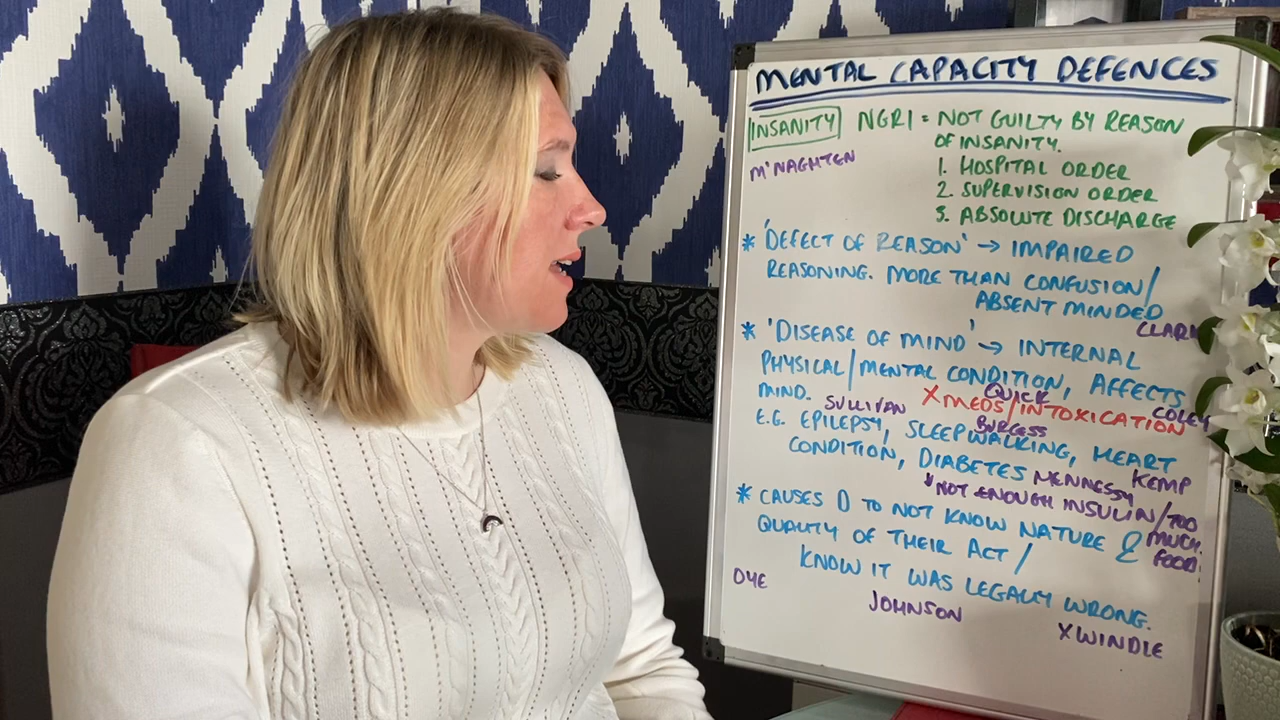 MENTAL CAPACITY DEFENCES
INSANITY NGRI = NOT GUILTY BY REASON
OF INSANITY.
M'NAGHTEN
1. HOSPITAL ORDER
2. SUPERVISION ORDER
3. ABSOLUTE DISCHARGE
* 'DEFECT OF REASON' → IMPAIRED
REASONING. MORE THAN CONFUSION/
ABSENT MINDED
CLARK
* 'DISEASE OF MIND' → INTERNAL
PHYSICAL/MENTAL CONDITION, AFFECTS
MIND. SULLIVAN X MEDS/INTOXICATION
QUICK COLEY
BURGESS
E.G. EPILEPSY, SLEEPWALKING, HEART
CONDITION, DIABETES HENNESSY KEMP
NOT ENOUGH INSULIN/TOO
MUCH
FOOD.
* CAUSES D TO NOT KNOW NATURE &
QUALITY OF THEIR ACT /
KNOW IT WAS LEGALLY WRONG.
DYE
JOHNSON
X WINDLE